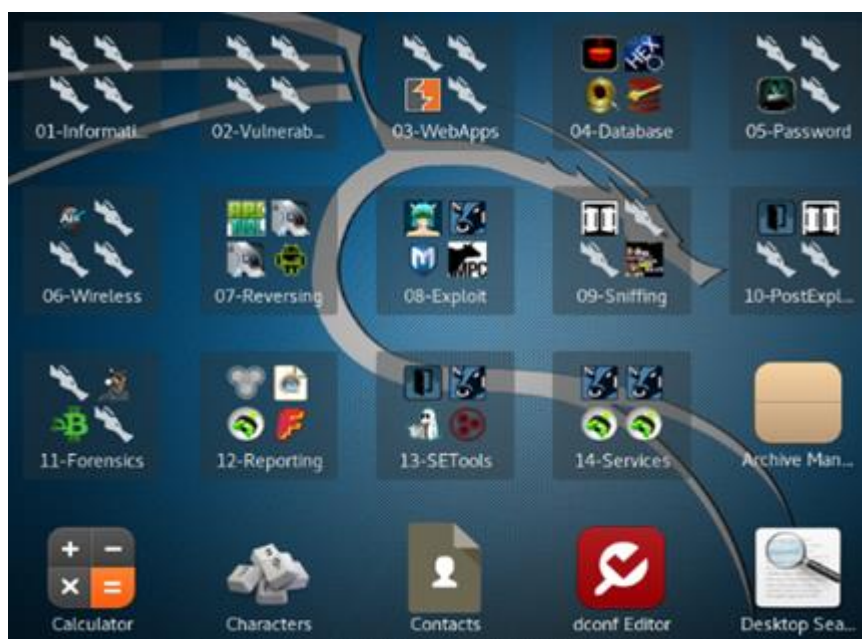 01-Informati...
02-Vulnerab...
03-WebApps
04-Database
05-Password
06-Wireless
07-Reversing
08-Exploit
09-Sniffing
10-PostExpl...
11-Forensics
12-Reporting
13-SETools
14-Services
Archive Man...
Calculator
Characters
Contacts
dconf Editor
Desktop Sea...